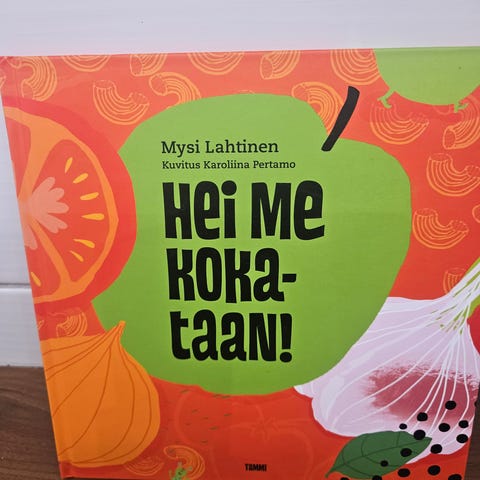 Mysi Lahtinen
Kuvitus Karoliina Pertamo
Hei Me
KOKA-
taaN!
TAMMI